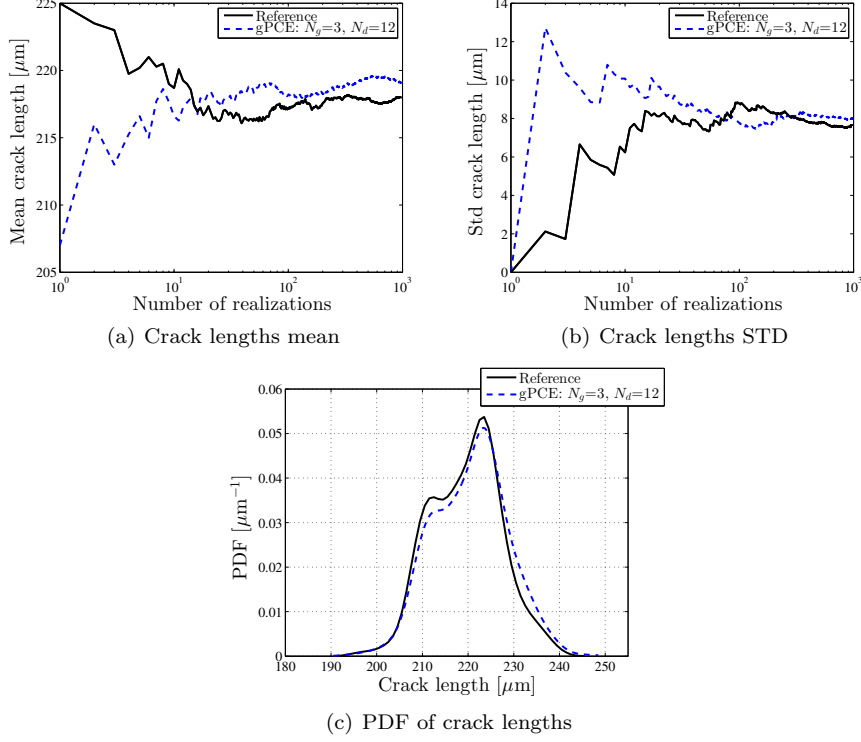 Reference
gPCE: N_g=3, N_d=12
Mean crack length [μm]
225
220
215
210
205
10^0
10^1
10^2
10^3
Number of realizations
(a) Crack lengths mean
Reference
gPCE: N_g=3, N_d=12
Std crack length [μm]
14
12
10
8
6
4
2
0
10^0
10^1
10^2
10^3
Number of realizations
(b) Crack lengths STD
Reference
gPCE: N_g=3, N_d=12
PDF [μm^−1]
0.06
0.05
0.04
0.03
0.02
0.01
0
180
190
200
210
220
230
240
250
Crack length [μm]
(c) PDF of crack lengths